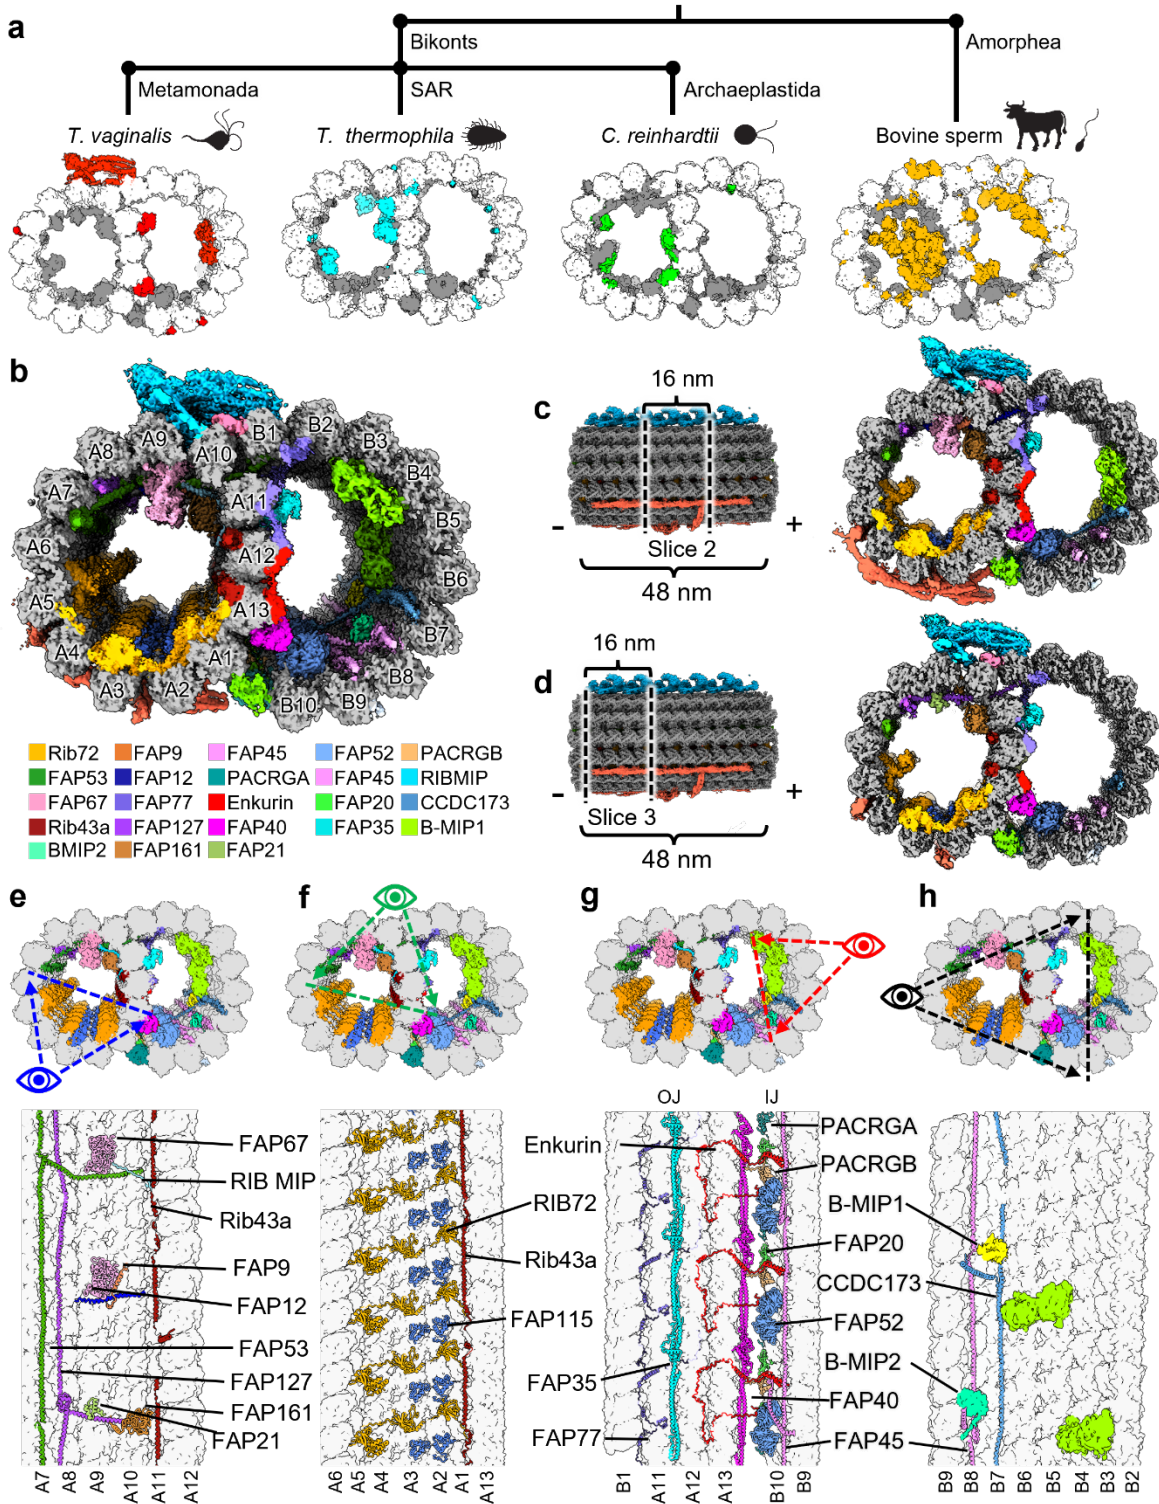 a
Bikonts
Amorphea
Metamonada
SAR
Archaeplastida
T. vaginalis
T. thermophila
C. reinhardtii
Bovine sperm
b
A8
A9
A10
B1
B2
B3
B4
A7
A11
B5
A6
A12
B6
A5
A13
B7
A4
A1
B8
A3
A2
B10
B9
Rib72
FAP9
FAP45
FAP52
PACRGB
FAP53
FAP12
PACRGA
FAP45
RIBMIP
FAP67
FAP77
Enkurin
FAP20
CCDC173
Rib43a
FAP127
FAP40
FAP35
B-MIP1
BMIP2
FAP161
FAP21
c
16 nm
-
+
Slice 2
48 nm
d
16 nm
-
+
Slice 3
48 nm
e
FAP67
RIB MIP
Rib43a
FAP9
FAP12
FAP53
FAP127
FAP161
FAP21
A7
A8
A9
A10
A11
A12
f
RIB72
Rib43a
FAP115
A6
A5
A4
A3
A2
A1
A13
g
OJ
IJ
Enkurin
PACRGA
PACRGB
FAP20
FAP52
FAP35
FAP40
FAP77
FAP45
B1
A11
A12
A13
B10
B9
h
B-MIP1
CCDC173
B-MIP2
B9
B8
B7
B6
B5
B4
B3
B2